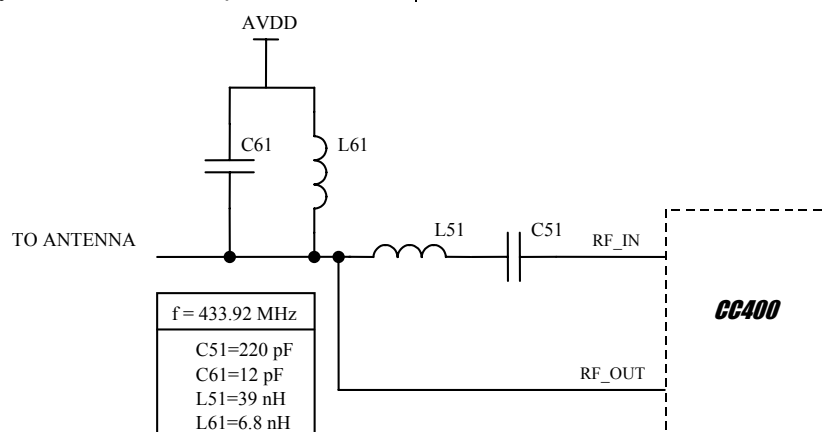 AVDD
C61
L61
TO ANTENNA
L51
C51
RF_IN
CC400
f = 433.92 MHz
C51=220 pF
C61=12 pF
L51=39 nH
L61=6.8 nH
RF_OUT